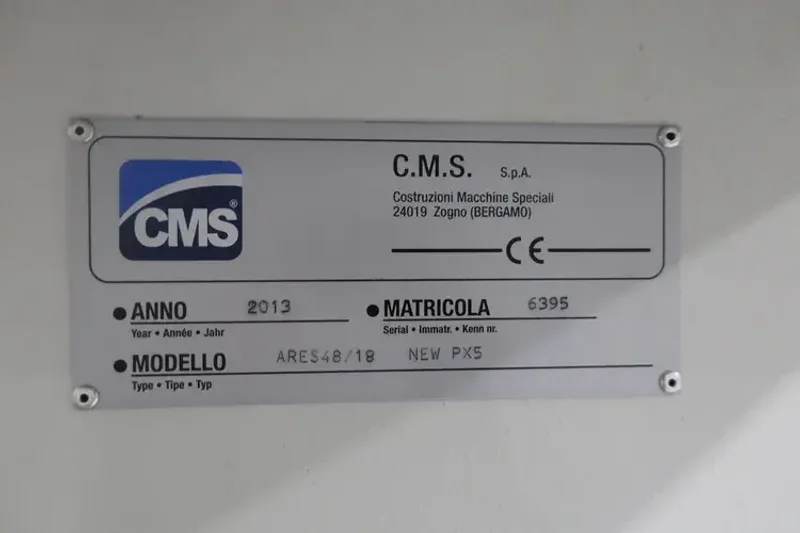 CMS®
C.M.S. S.p.A.
Costruzioni Macchine Speciali
24019 Zogno (BERGAMO)
CE
ANNO 2013
Year • Année • Jahr
MATRICOLA 6395
Serial • Immatr. • Kenn nr.
MODELLO ARES48/18 NEW PX5
Type • Tipe • Typ